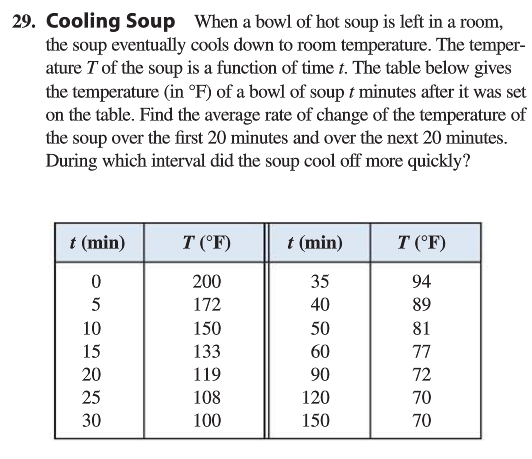 29. Cooling Soup When a bowl of hot soup is left in a room,
the soup eventually cools down to room temperature. The temper-
ature T of the soup is a function of time t. The table below gives
the temperature (in °F) of a bowl of soup t minutes after it was set
on the table. Find the average rate of change of the temperature of
the soup over the first 20 minutes and over the next 20 minutes.
During which interval did the soup cool off more quickly?
t (min) T (°F) t (min) T (°F)
0 200 35 94
5 172 40 89
10 150 50 81
15 133 60 77
20 119 90 72
25 108 120 70
30 100 150 70